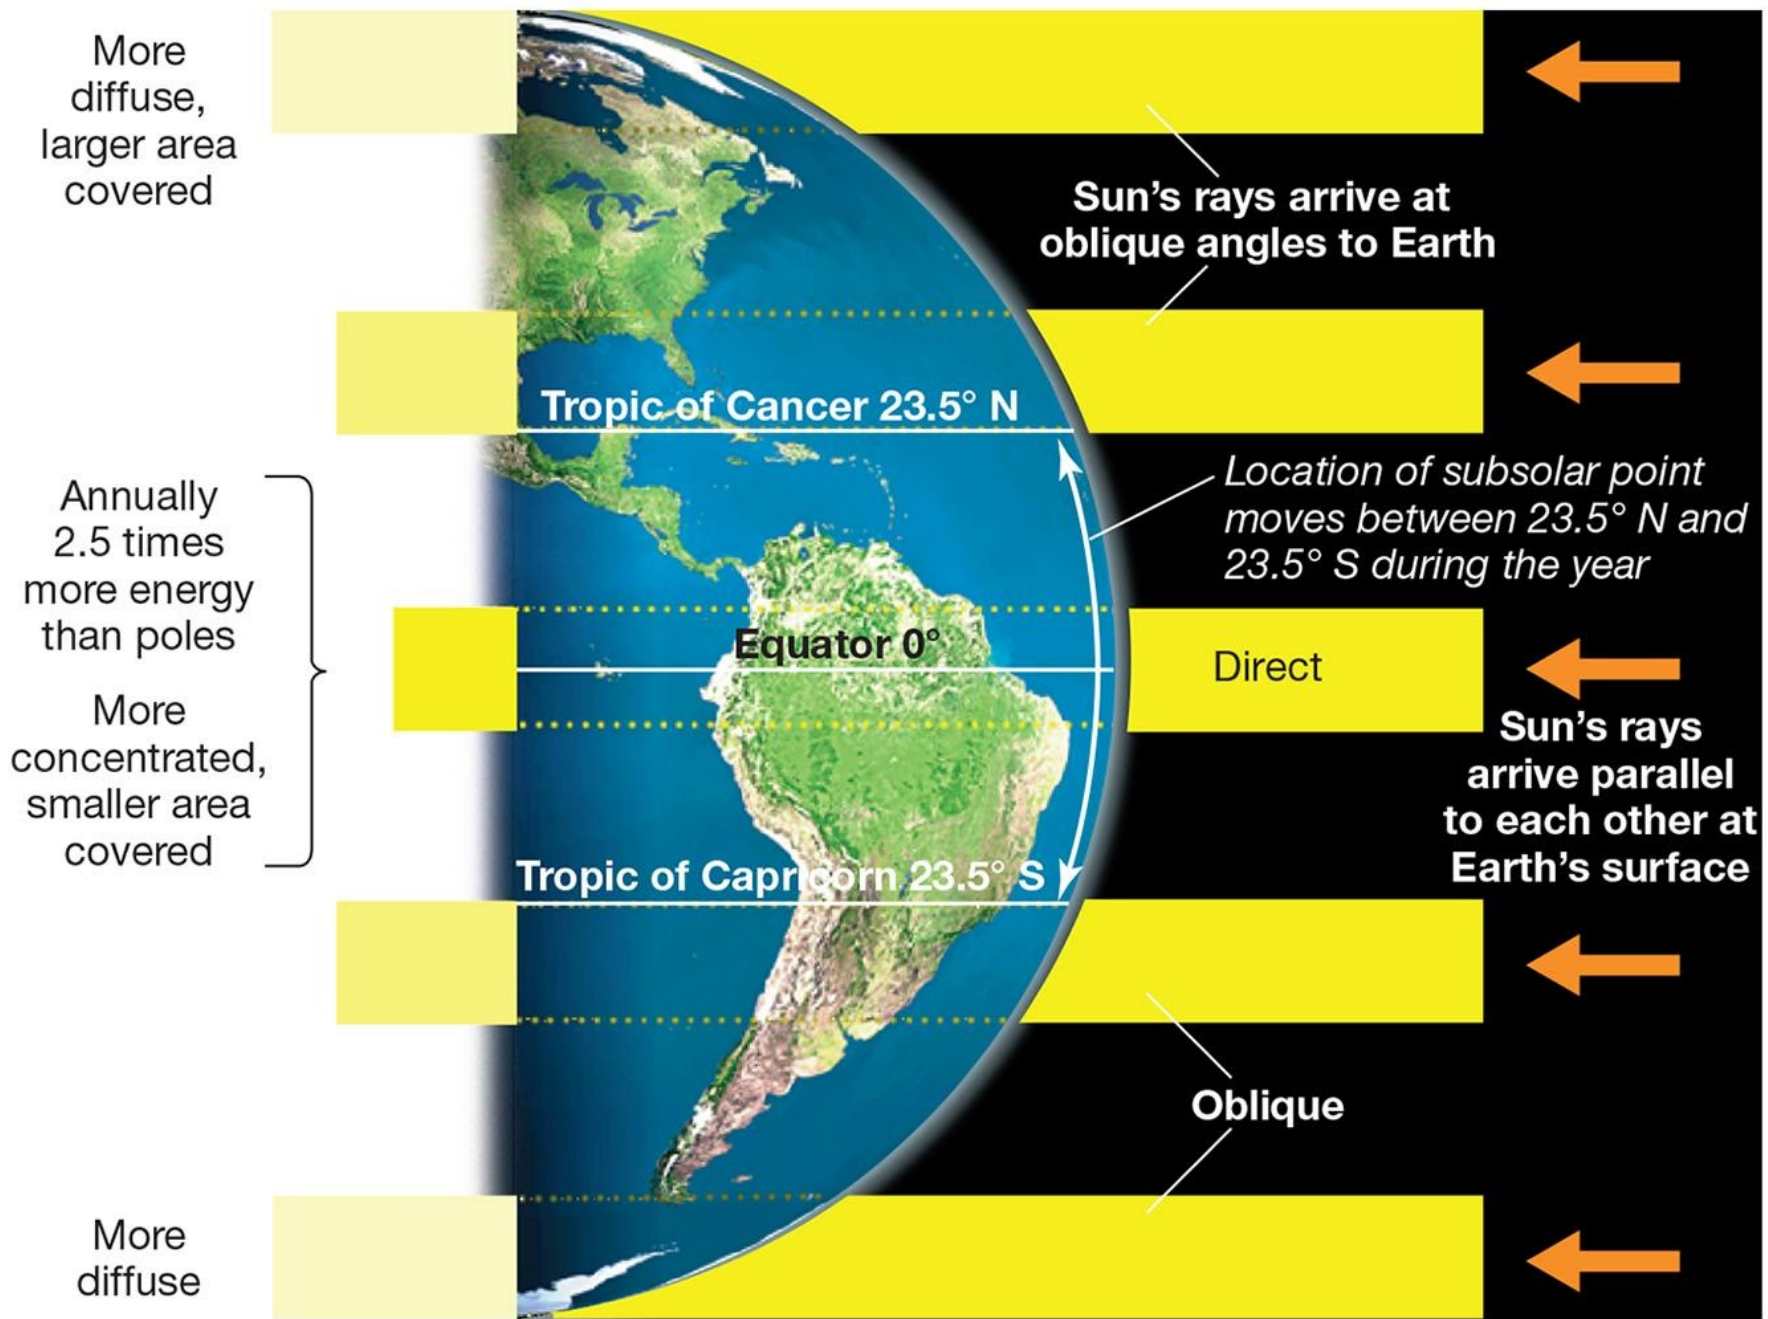 More
diffuse,
larger area
covered
Sun’s rays arrive at
oblique angles to Earth
Tropic of Cancer 23.5° N
Location of subsolar point
moves between 23.5° N and
23.5° S during the year
Annually
2.5 times
more energy
than poles
More
concentrated,
smaller area
covered
Equator 0°
Direct
Sun’s rays
arrive parallel
to each other at
Earth’s surface
Tropic of Capricorn 23.5° S
Oblique
More
diffuse